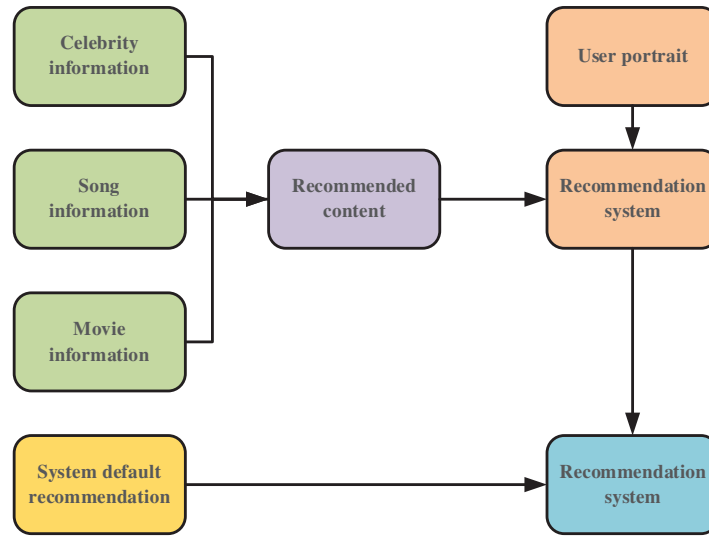 Celebrity
information
User portrait
Song
information
Recommended
content
Recommendation
system
Movie
information
System default
recommendation
Recommendation
system